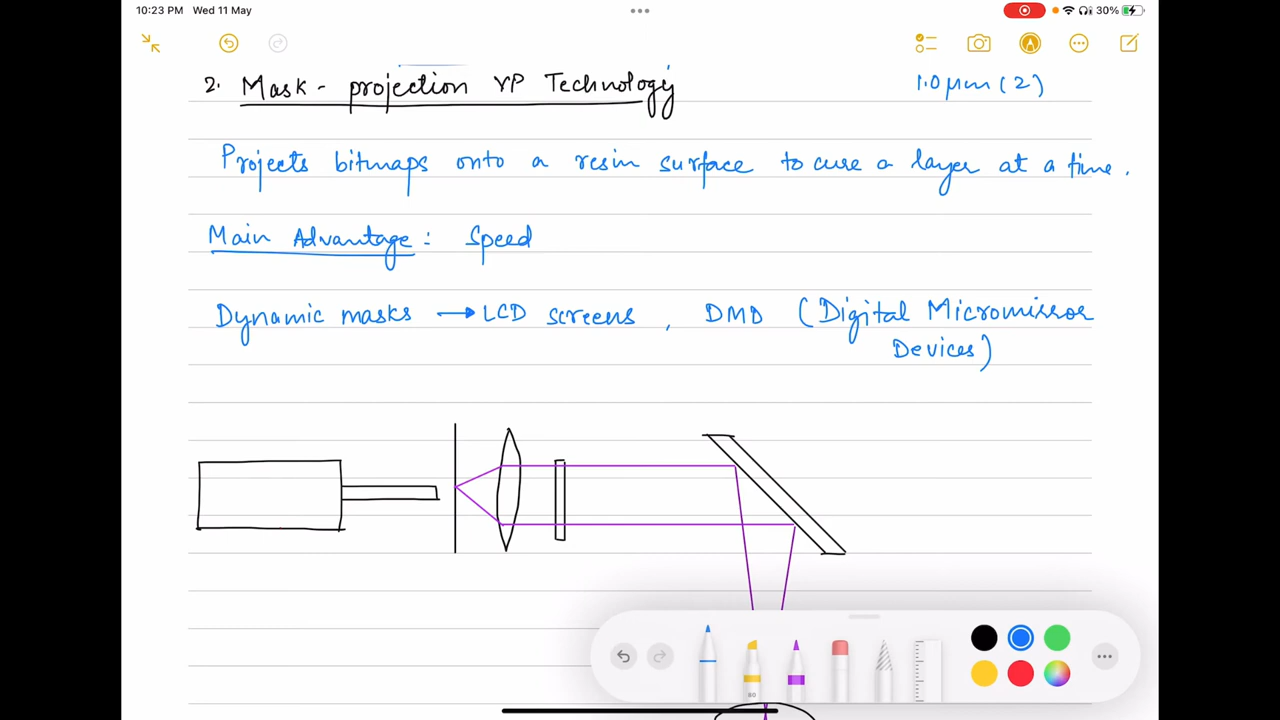 10:23 PM Wed 11 May
30%
2. Mask - projection VP Technology
1.0 μm (2)
Projects bitmaps onto a resin surface to cure a layer at a time.
Main Advantage : Speed
Dynamic masks → LCD screens , DMD (Digital Micromirror
Devices)
80